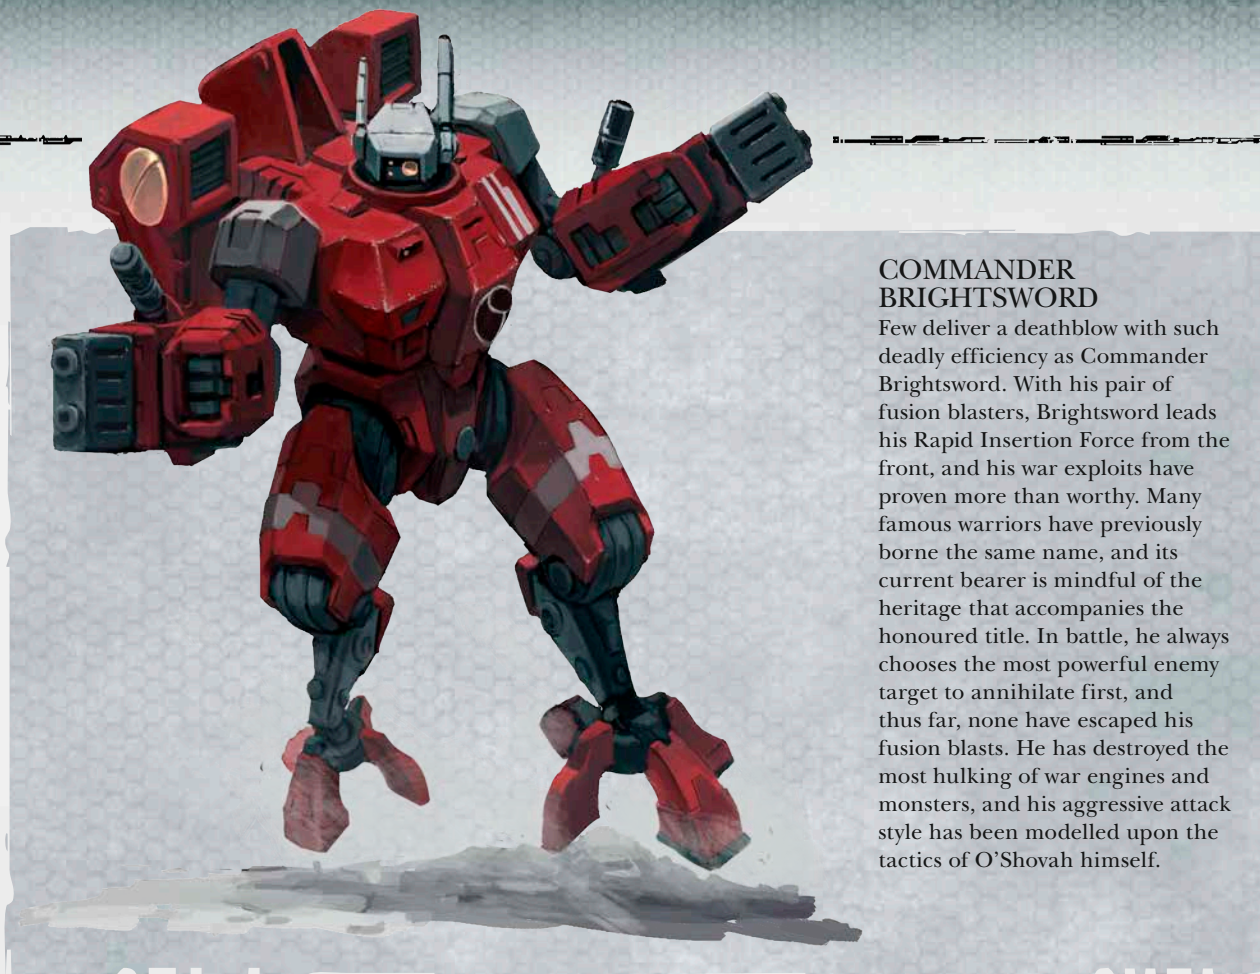 COMMANDER
BRIGHTSWORD
Few deliver a deathblow with such
deadly efficiency as Commander
Brightsword. With his pair of
fusion blasters, Brightsword leads
his Rapid Insertion Force from the
front, and his war exploits have
proven more than worthy. Many
famous warriors have previously
borne the same name, and its
current bearer is mindful of the
heritage that accompanies the
honoured title. In battle, he always
chooses the most powerful enemy
target to annihilate first, and
thus far, none have escaped his
fusion blasts. He has destroyed the
most hulking of war engines and
monsters, and his aggressive attack
style has been modelled upon the
tactics of O’Shovah himself.